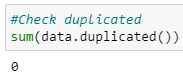 #Check duplicated
sum(data.duplicated())
0